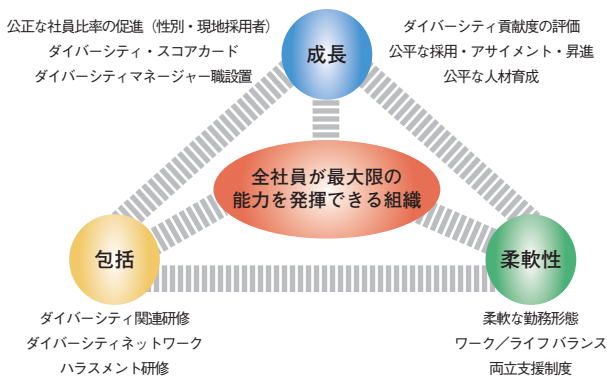 公正な社員比率の促進（性別・現地採用者）
ダイバーシティ・スコアカード
ダイバーシティマネージャー職設置
成長
ダイバーシティ貢献度の評価
公平な採用・アサイメント・昇進
公平な人材育成
全社員が最大限の
能力を発揮できる組織
包括
ダイバーシティ関連研修
ダイバーシティネットワーク
ハラスメント研修
柔軟性
柔軟な勤務形態
ワーク／ライフバランス
両立支援制度